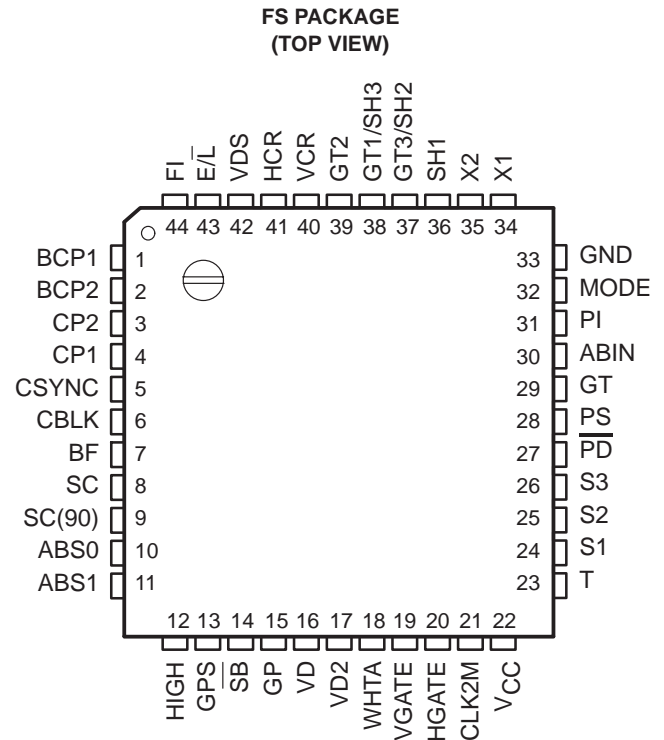 FS PACKAGE
(TOP VIEW)
FI
E/L̅
VDS
HCR
VCR
GT2
GT1/SH3
GT3/SH2
SH1
X2
X1
44 43 42 41 40 39 38 37 36 35 34
BCP1 1
BCP2 2
CP2 3
CP1 4
CSYNC 5
CBLK 6
BF 7
SC 8
SC(90) 9
ABS0 10
ABS1 11
33 GND
32 MODE
31 PI
30 ABIN
29 GT
28 PS
27 P̅D̅
26 S3
25 S2
24 S1
23 T
12 13 14 15 16 17 18 19 20 21 22
HIGH
GPS
SB̅
GP
VD
VD2
WHTA
VGATE
HGATE
CLK2M
VCC